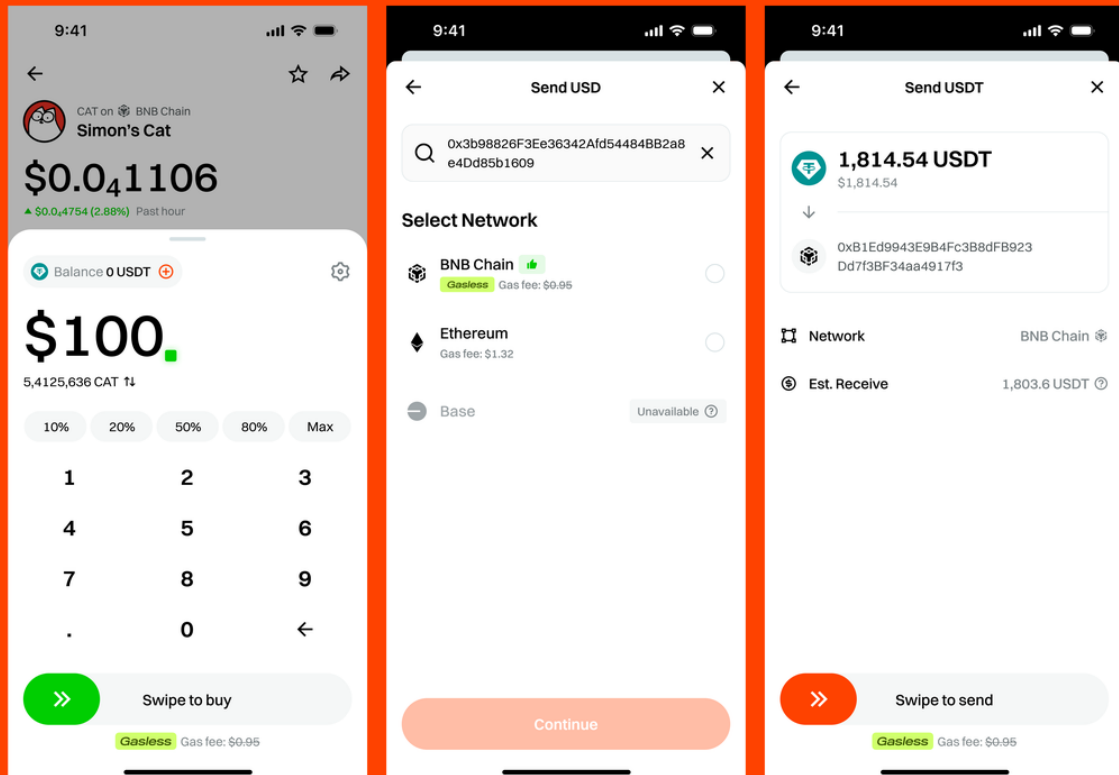 9:41
CAT on BNB Chain
Simon's Cat
$0.0₄1106
$0.0₄4754 (2.88%) Past hour
Balance 0 USDT
$100
5,4125,636 CAT
10% 20% 50% 80% Max
1 2 3
4 5 6
7 8 9
. 0
Swipe to buy
Gasless Gas fee: $0.95
9:41
Send USD
0x3b98826F3Ee36342Afd54484BB2a8
e4Dd85b1609
Select Network
BNB Chain
Gasless Gas fee: $0.95
Ethereum
Gas fee: $1.32
Base Unavailable
Continue
9:41
Send USDT
1,814.54 USDT
$1,814.54
0xB1Ed9943E9B4Fc3B8dFB923
Dd7f3BF34aa4917f3
Network BNB Chain
Est. Receive 1,803.6 USDT
Swipe to send
Gasless Gas fee: $0.95